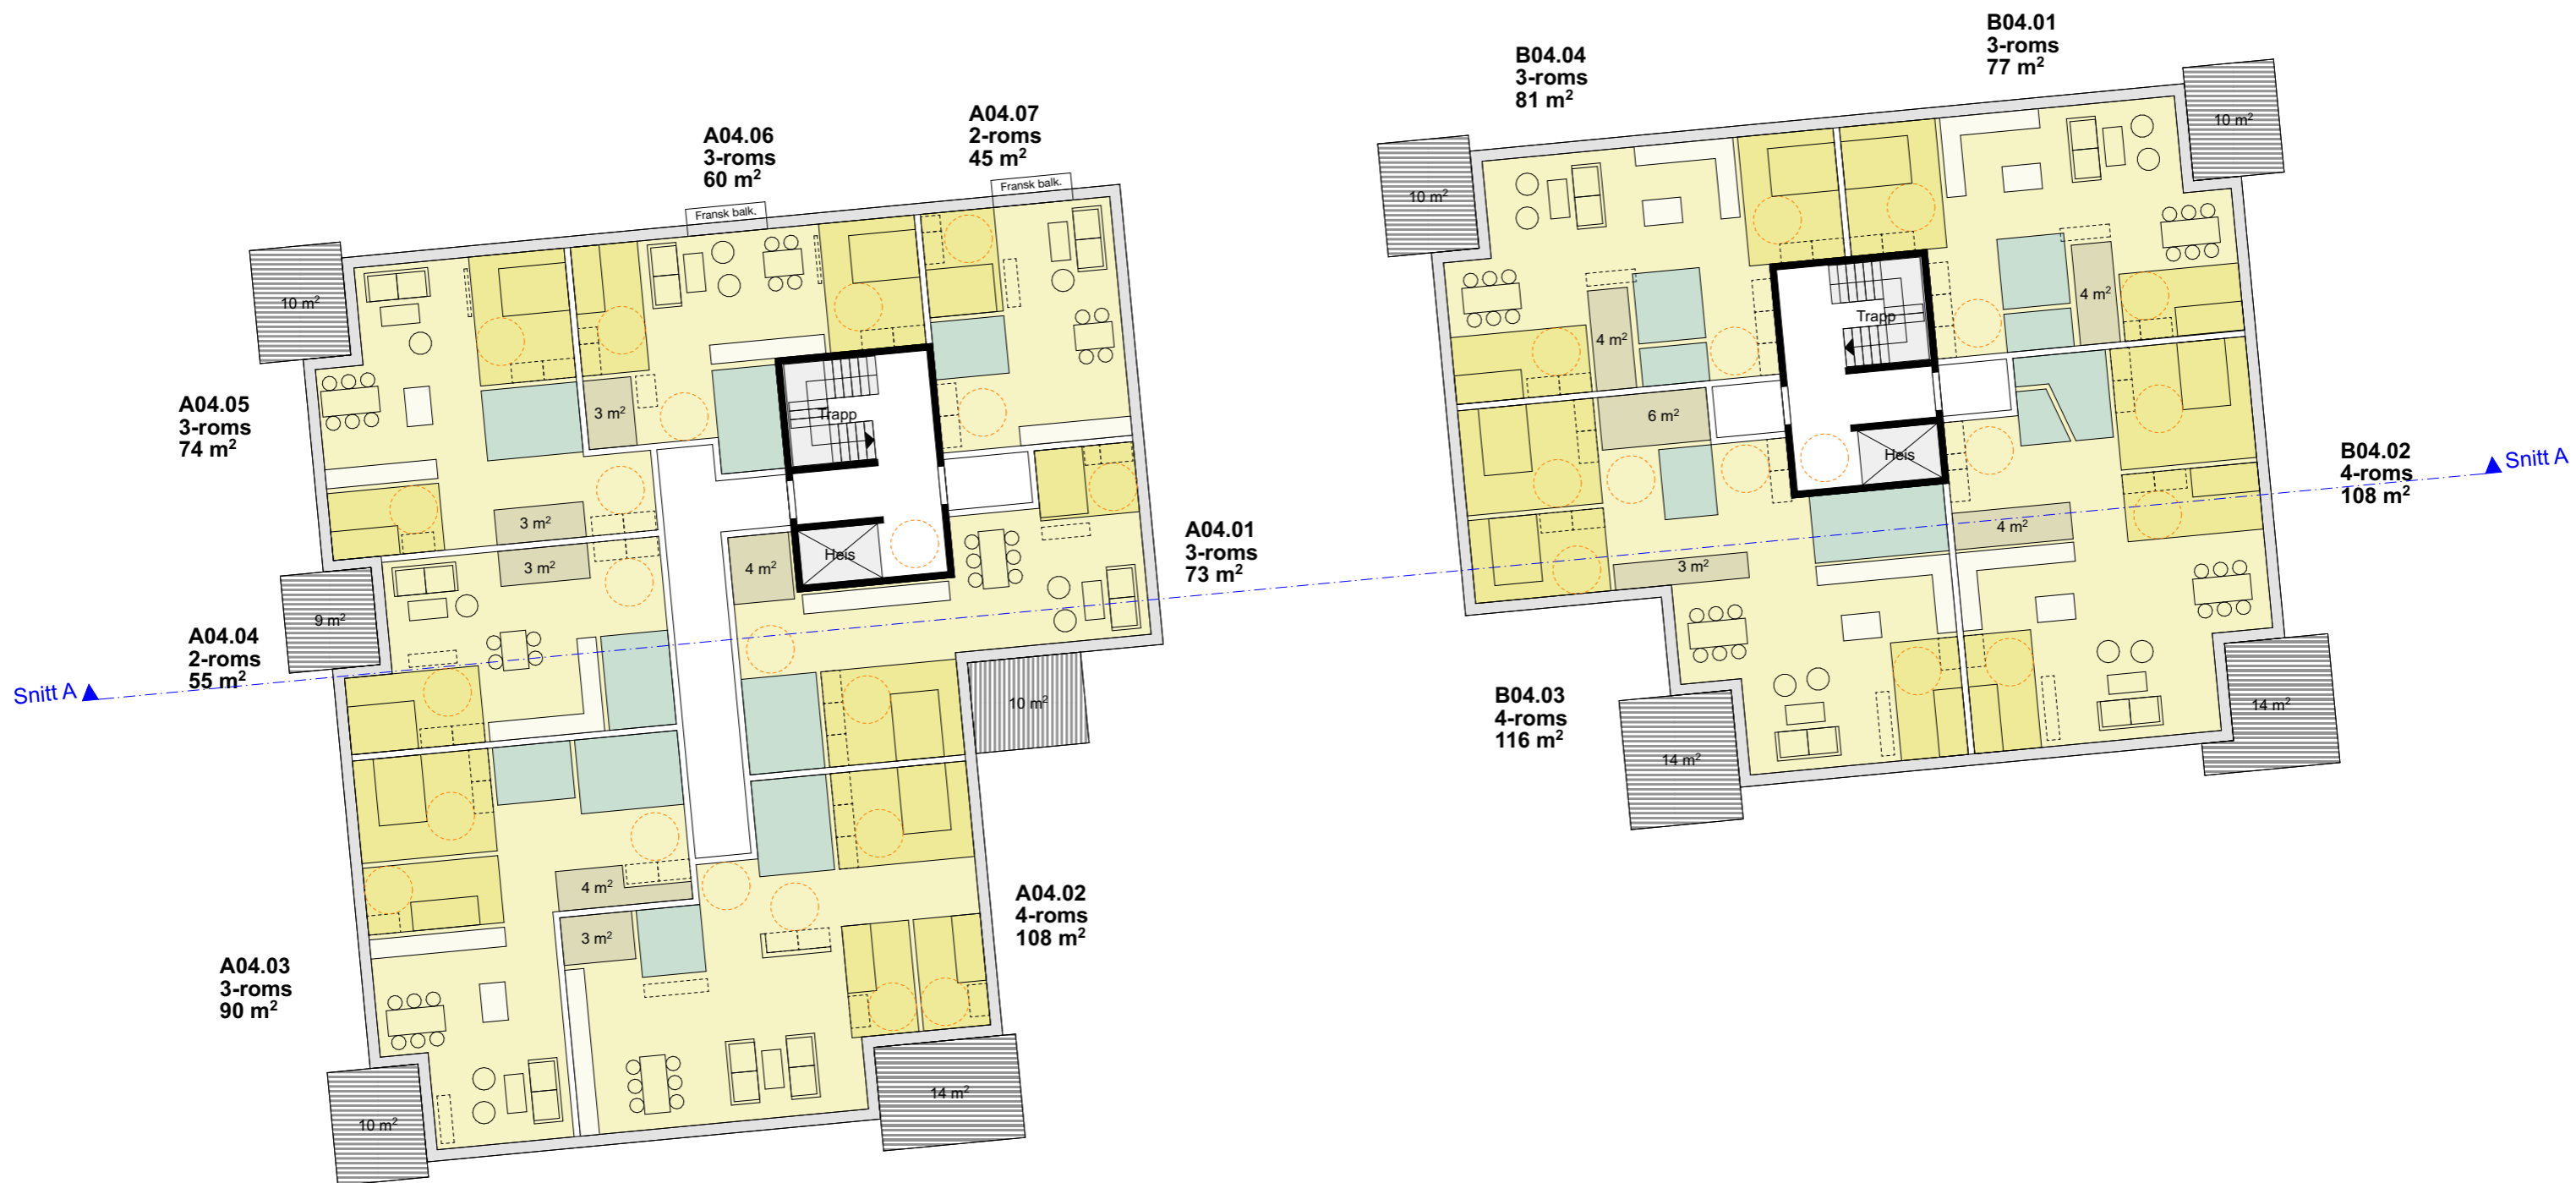 B04.01
3-roms
77 m²
B04.04
3-roms
81 m²
A04.07
2-roms
45 m²
A04.06
3-roms
60 m²
10 m²
10 m²
Fransk balk.
Fransk balk.
10 m²
4 m²
4 m²
Trapp
A04.05
3-roms
74 m²
3 m²
Trapp
6 m²
Heis
B04.02
4-roms
108 m²
Snitt A
3 m²
3 m²
4 m²
Heis
A04.01
3-roms
73 m²
4 m²
3 m²
9 m²
A04.04
2-roms
55 m²
Snitt A
10 m²
B04.03
4-roms
116 m²
14 m²
14 m²
4 m²
3 m²
A04.02
4-roms
108 m²
A04.03
3-roms
90 m²
14 m²
10 m²